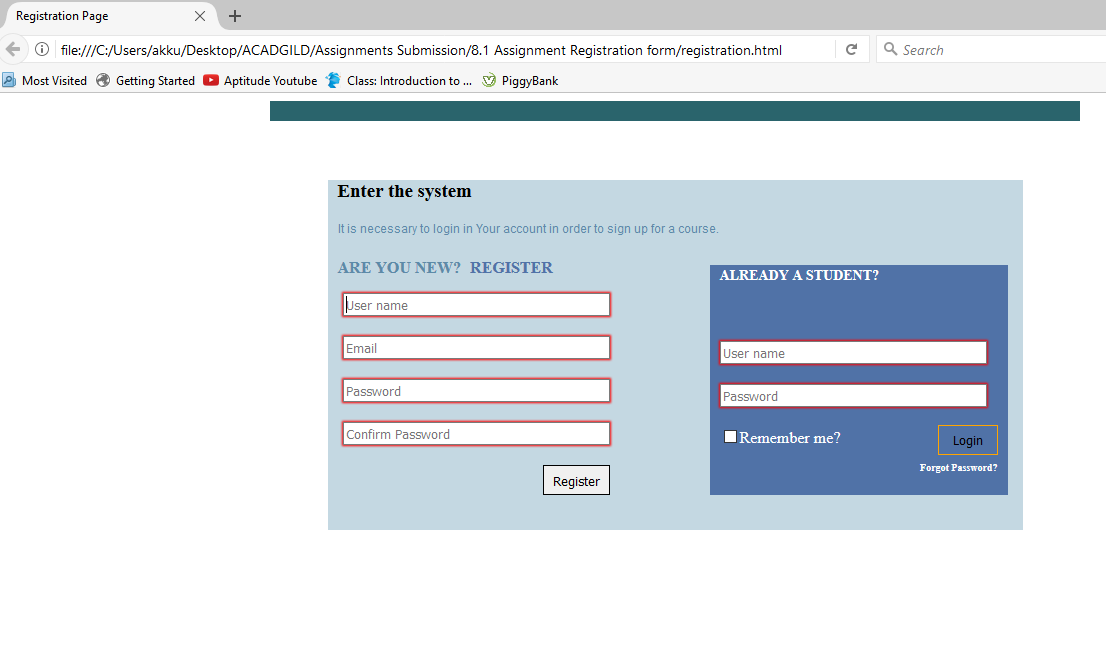 Registration Page
file:///C:/Users/akku/Desktop/ACADGILD/Assignments Submission/8.1 Assignment Registration form/registration.html
Search
Most Visited Getting Started Aptitude Youtube Class: Introduction to ... PiggyBank
Enter the system
It is necessary to login in Your account in order to sign up for a course.
ARE YOU NEW? REGISTER
User name
Email
Password
Confirm Password
Register
ALREADY A STUDENT?
User name
Password
Remember me?
Login
Forgot Password?